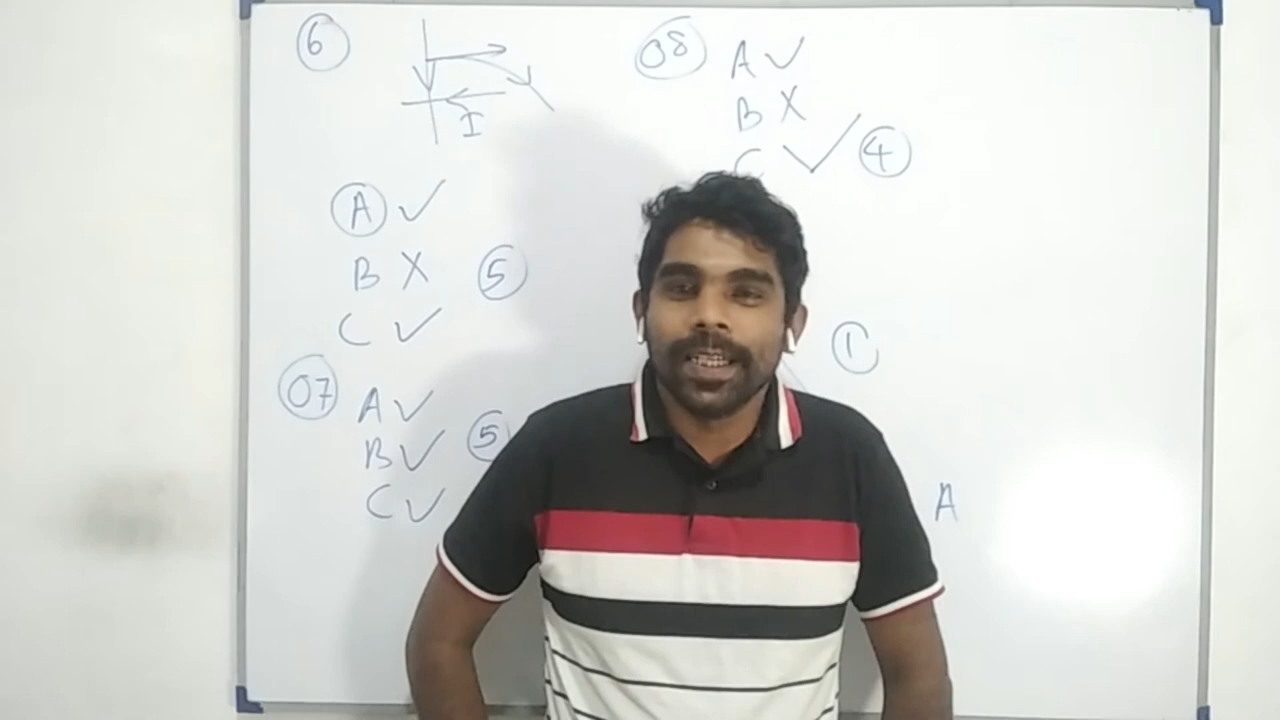 6
I
A ✓
B X 5
C ✓
07 A ✓
B ✓ 5
C ✓
08 A ✓
B X
C ✓ 4
1
A